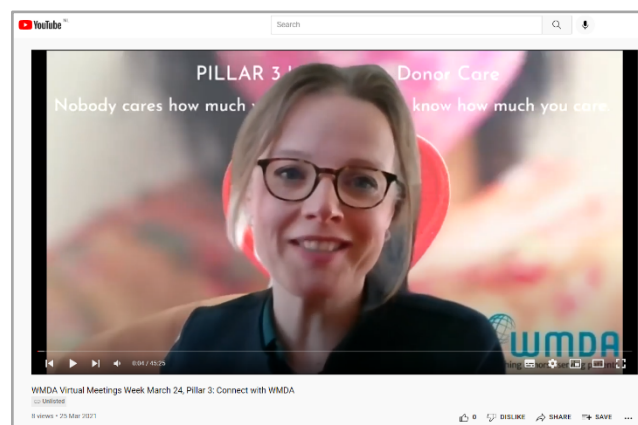 YouTube NL
Search
PILLAR 3
Donor Care
Nobody cares how much
know how much you care
WMDA
8:04 / 45:25
WMDA Virtual Meetings Week March 24, Pillar 3: Connect with WMDA
Unlisted
8 views • 25 Mar 2021
0
DISLIKE
SHARE
SAVE